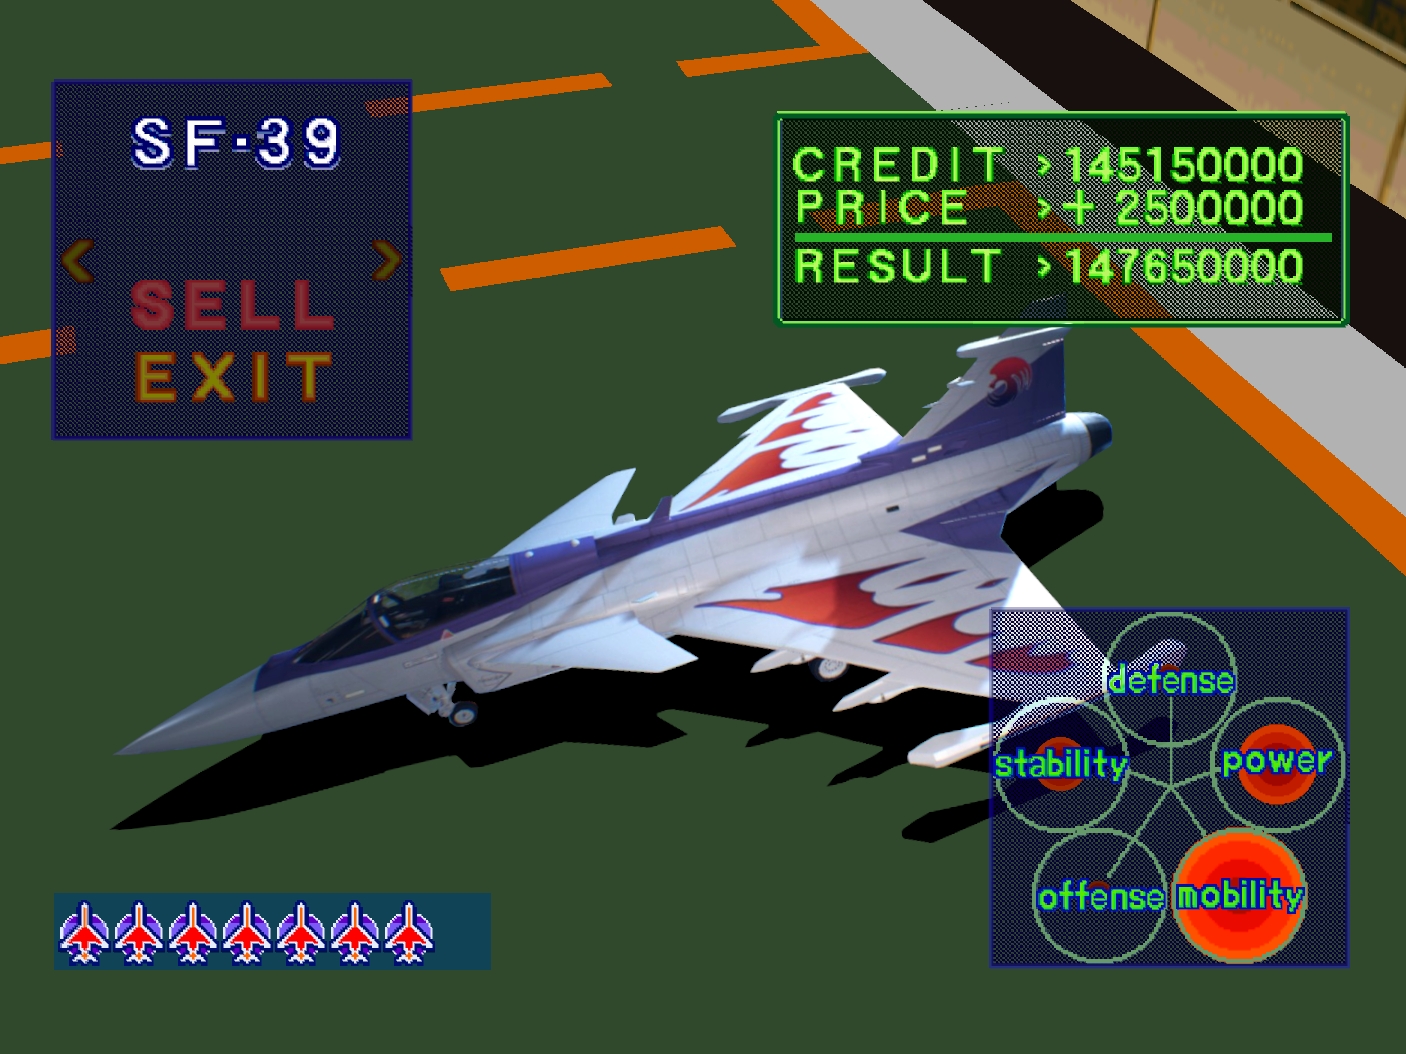 SF·39
SELL
EXIT
CREDIT >145150000
PRICE >+ 2500000
RESULT >147650000
defense
stability
power
offense
mobility